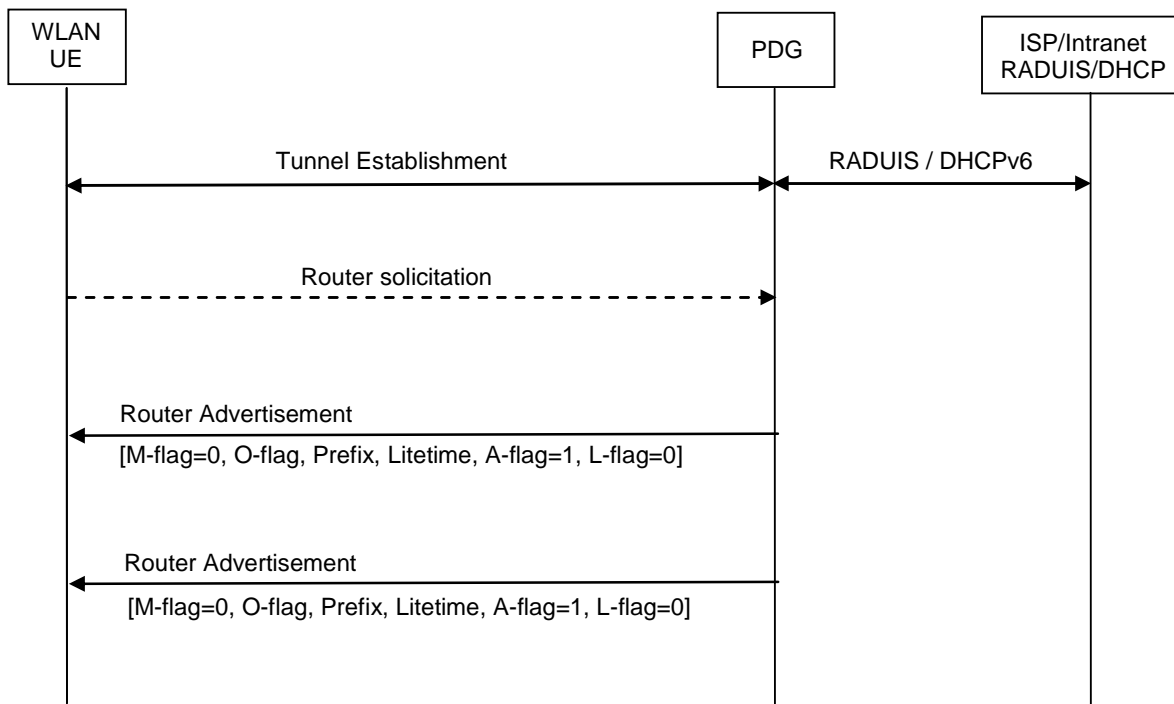 WLAN
UE
PDG
ISP/Intranet
RADUIS/DHCP
Tunnel Establishment
RADUIS / DHCPv6
Router solicitation
Router Advertisement
[M-flag=0, O-flag, Prefix, Litetime, A-flag=1, L-flag=0]
Router Advertisement
[M-flag=0, O-flag, Prefix, Litetime, A-flag=1, L-flag=0]